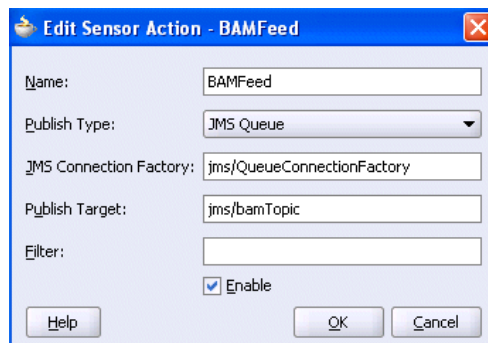 Edit Sensor Action - BAMFeed
Name: BAMFeed
Publish Type: JMS Queue
JMS Connection Factory: jms/QueueConnectionFactory
Publish Target: jms/bamTopic
Filter:
Enable
Help OK Cancel